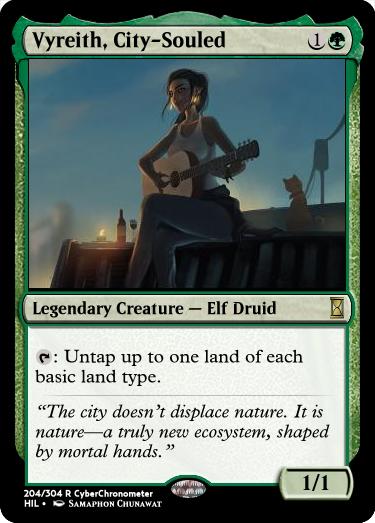 Vyreith, City-Souled 1
Legendary Creature — Elf Druid
: Untap up to one land of each
basic land type.
“The city doesn’t displace nature. It is
nature—a truly new ecosystem, shaped
by mortal hands.”
1/1
204/304 R CyberChronometer
HIL • Samaphon Chunawat